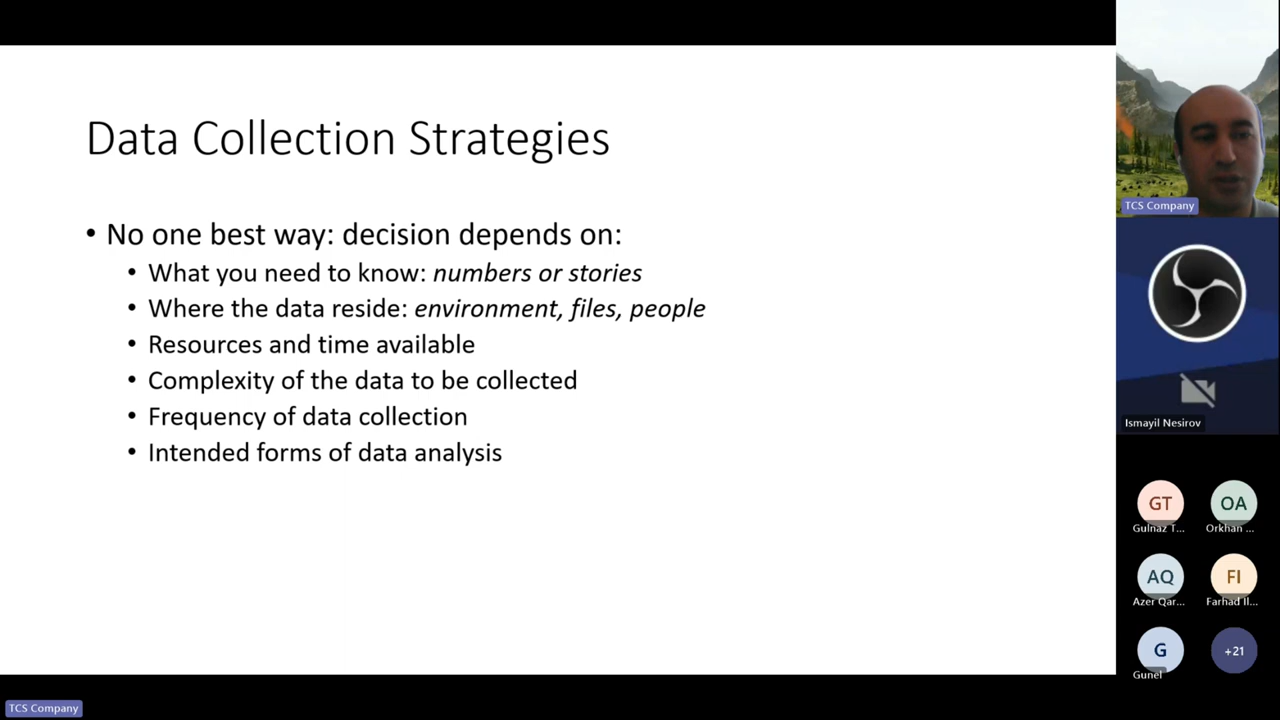 Data Collection Strategies
• No one best way: decision depends on:
• What you need to know: numbers or stories
• Where the data reside: environment, files, people
• Resources and time available
• Complexity of the data to be collected
• Frequency of data collection
• Intended forms of data analysis
TCS Company
Ismayil Nesirov
GT
OA
Gulnaz T...
Orkhan ...
AQ
FI
Azer Qar...
Farhad Il...
G
+21
Gunel
TCS Company